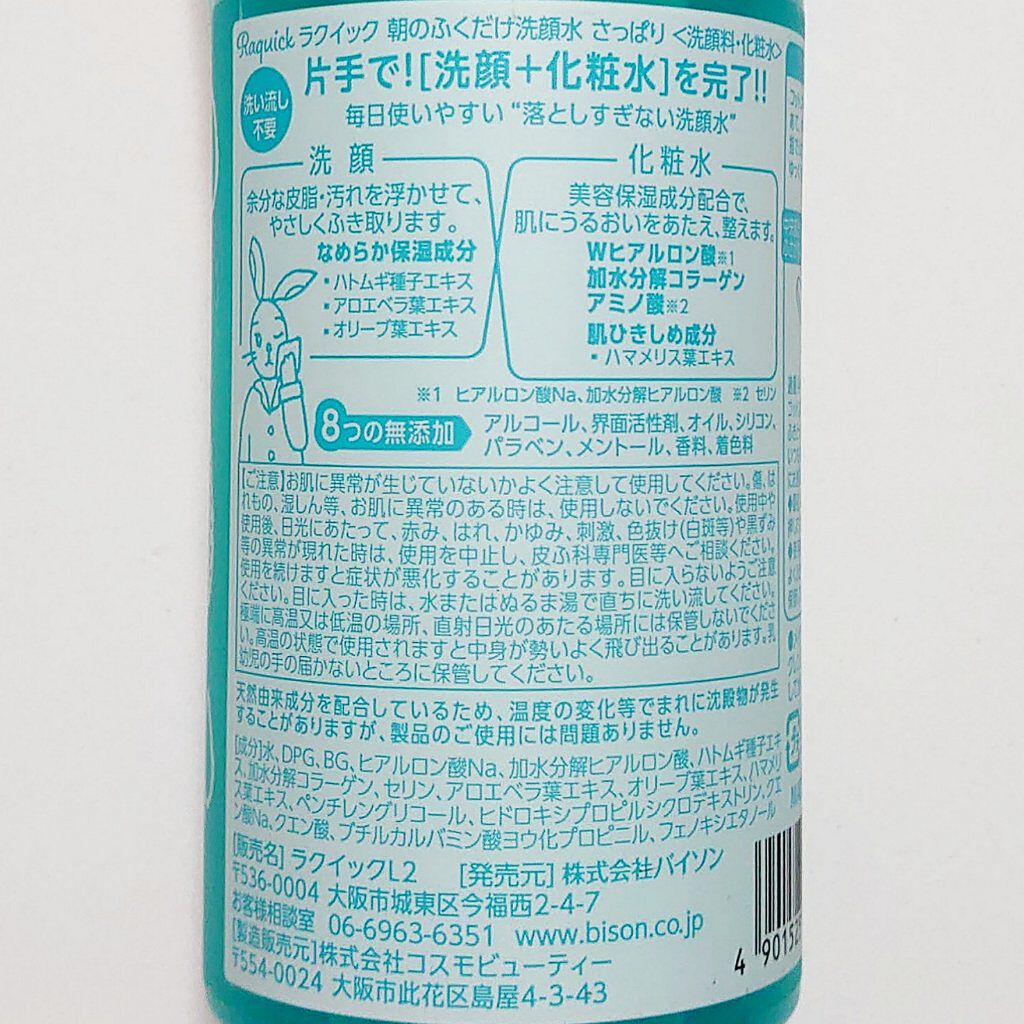 Raquick ラクイック 朝のふくだけ洗顔水 さっぱり <洗顔料・化粧水>
片手で![洗顔＋化粧水]を完了!!
洗い流し
不要
毎日使いやすい “落としすぎない洗顔水”
洗 顔
余分な皮脂・汚れを浮かせて、
やさしくふき取ります。
なめらか保湿成分
・ハトムギ種子エキス
・アロエベラ葉エキス
・オリーブ葉エキス
化粧水
美容保湿成分配合で、
肌にうるおいをあたえ、整えます。
Wヒアルロン酸※1
加水分解コラーゲン
アミノ酸※2
肌ひきしめ成分
・ハマメリス葉エキス
※1 ヒアルロン酸Na、加水分解ヒアルロン酸 ※2 セリン
8つの無添加
アルコール、界面活性剤、オイル、シリコン、
パラベン、メントール、香料、着色料
【ご注意】お肌に異常が生じていないかよく注意して使用してください。傷、は
れもの、湿しん等、お肌に異常のある時は、使用しないでください。使用中や
使用後、日光にあたって、赤み、はれ、かゆみ、刺激、色抜け(白斑等)や黒ずみ
等の異常が現れた時は、使用を中止し、皮ふ科専門医等へご相談ください。
使用を続けますと症状が悪化することがあります。目に入らないようご注意
ください。目に入った時は、水またはぬるま湯で直ちに洗い流してください。
極端に高温又は低温の場所、直射日光のあたる場所には保管しないでくださ
い。高温の状態で使用されますと中身が勢いよく飛び出ることがあります。乳
幼児の手の届かないところに保管してください。
天然由来成分を配合しているため、温度の変化等でまれに沈殿物が発生
することがありますが、製品のご使用には問題ありません。
[成分]水、DPG、BG、ヒアルロン酸Na、加水分解ヒアルロン酸、ハトムギ種子エキ
ス、加水分解コラーゲン、セリン、アロエベラ葉エキス、オリーブ葉エキス、ハマメリ
ス葉エキス、ペンチレングリコール、ヒドロキシプロピルシクロデキストリン、クエ
ン酸Na、クエン酸、ブチルカルバミン酸ヨウ化プロピニル、フェノキシエタノール
[販売名] ラクイックL2 [発売元] 株式会社バイソン
〒536-0004 大阪市城東区今福西2-4-7
お客様相談室 06-6963-6351 www.bison.co.jp
[製造販売元]株式会社コスモビューティー
〒554-0024 大阪市此花区島屋4-3-43
4 90152